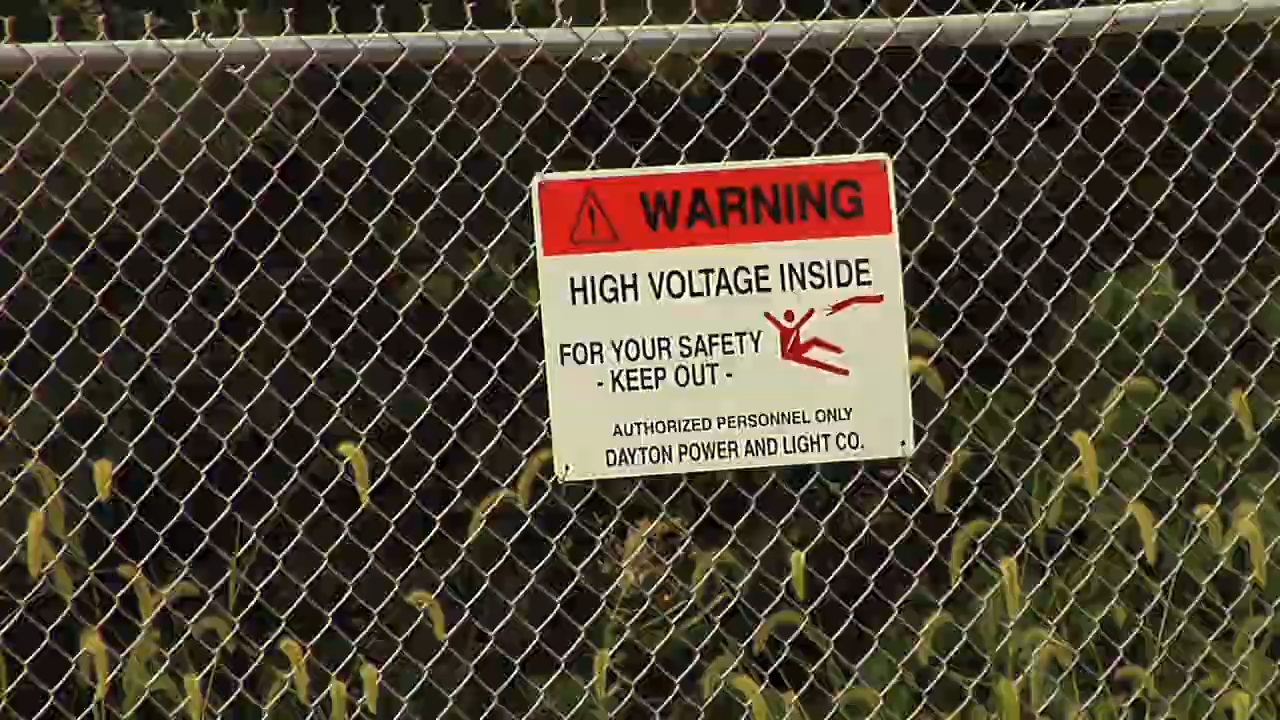 WARNING
HIGH VOLTAGE INSIDE
FOR YOUR SAFETY
- KEEP OUT -
AUTHORIZED PERSONNEL ONLY
DAYTON POWER AND LIGHT CO.